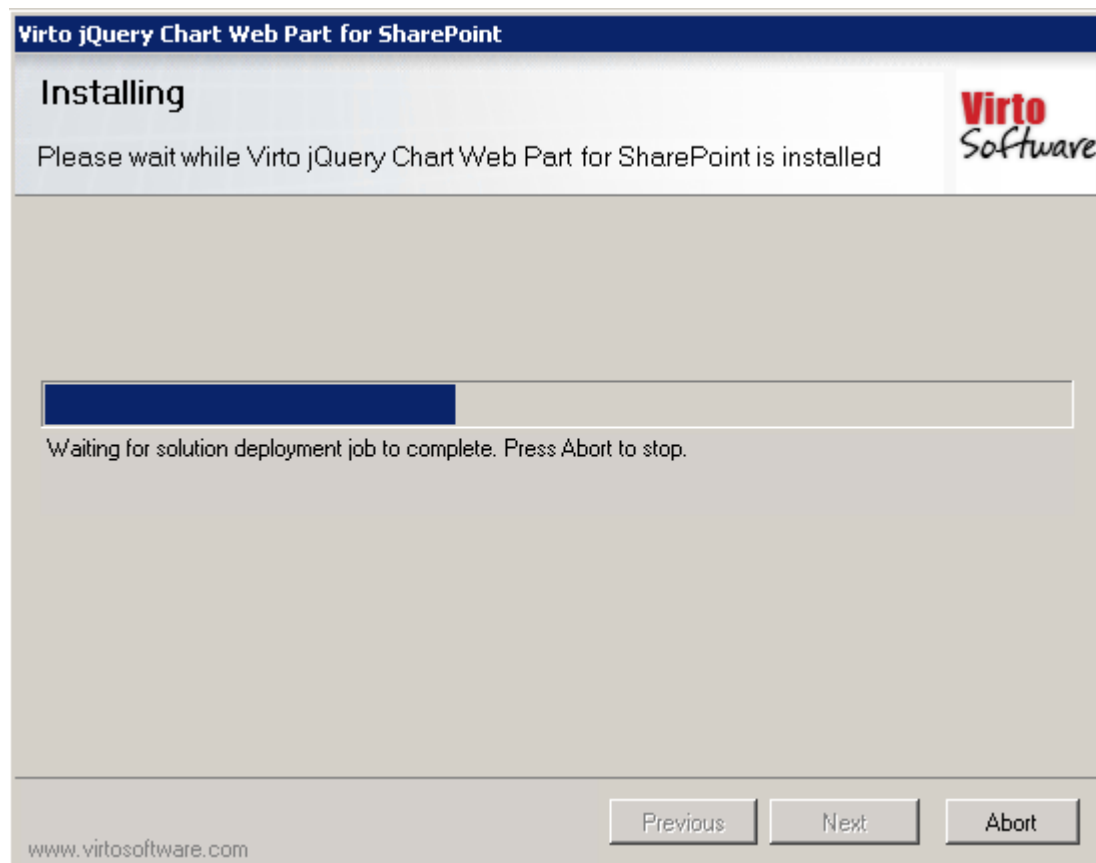 Virto jQuery Chart Web Part for SharePoint
Installing
Virto
Software
Please wait while Virto jQuery Chart Web Part for SharePoint is installed
Waiting for solution deployment job to complete. Press Abort to stop.
Previous
Next
Abort
www.virtosoftware.com